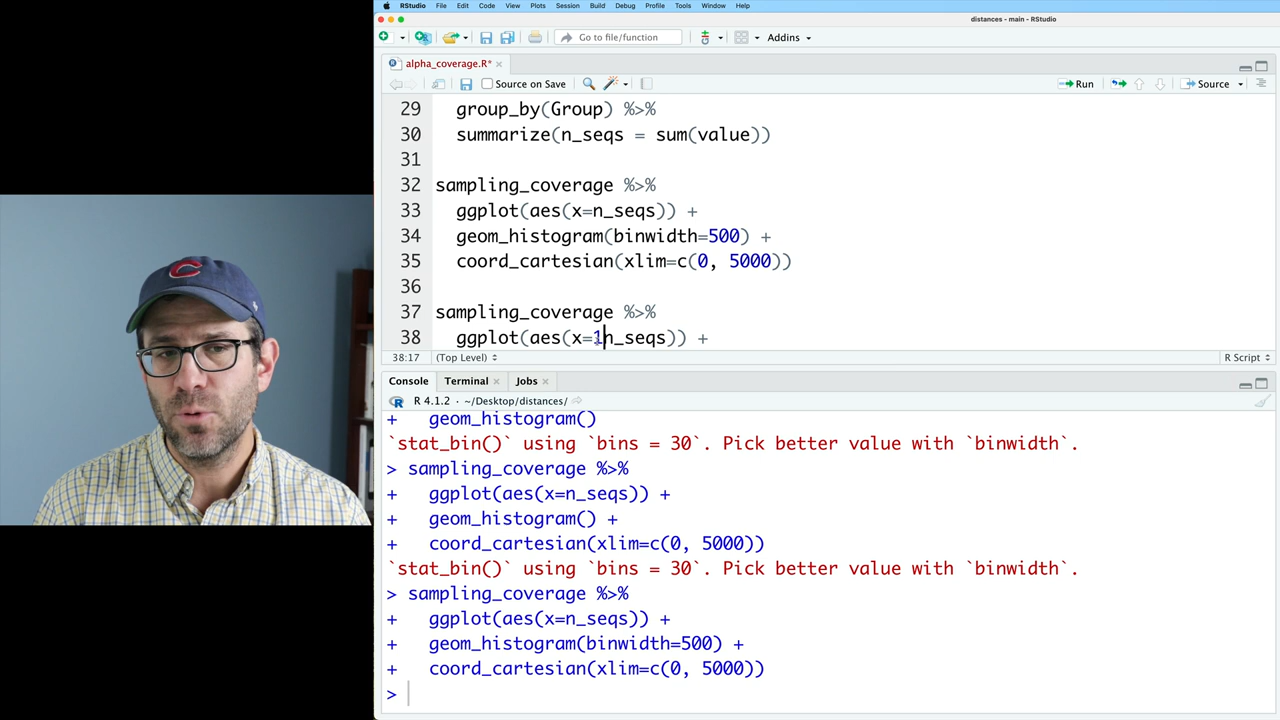 RStudio File Edit Code View Plots Session Build Debug Profile Tools Window Help
distances - main - RStudio
Go to file/function Addins
alpha_coverage.R*
Source on Save Run Source
29 group_by(Group) %>%
30 summarize(n_seqs = sum(value))
31
32 sampling_coverage %>%
33 ggplot(aes(x=n_seqs)) +
34 geom_histogram(binwidth=500) +
35 coord_cartesian(xlim=c(0, 5000))
36
37 sampling_coverage %>%
38 ggplot(aes(x=1n_seqs)) +
38:17 (Top Level) R Script
Console Terminal Jobs
R 4.1.2 · ~/Desktop/distances/
+ geom_histogram()
`stat_bin()` using `bins = 30`. Pick better value with `binwidth`.
> sampling_coverage %>%
+ ggplot(aes(x=n_seqs)) +
+ geom_histogram() +
+ coord_cartesian(xlim=c(0, 5000))
`stat_bin()` using `bins = 30`. Pick better value with `binwidth`.
> sampling_coverage %>%
+ ggplot(aes(x=n_seqs)) +
+ geom_histogram(binwidth=500) +
+ coord_cartesian(xlim=c(0, 5000))
>